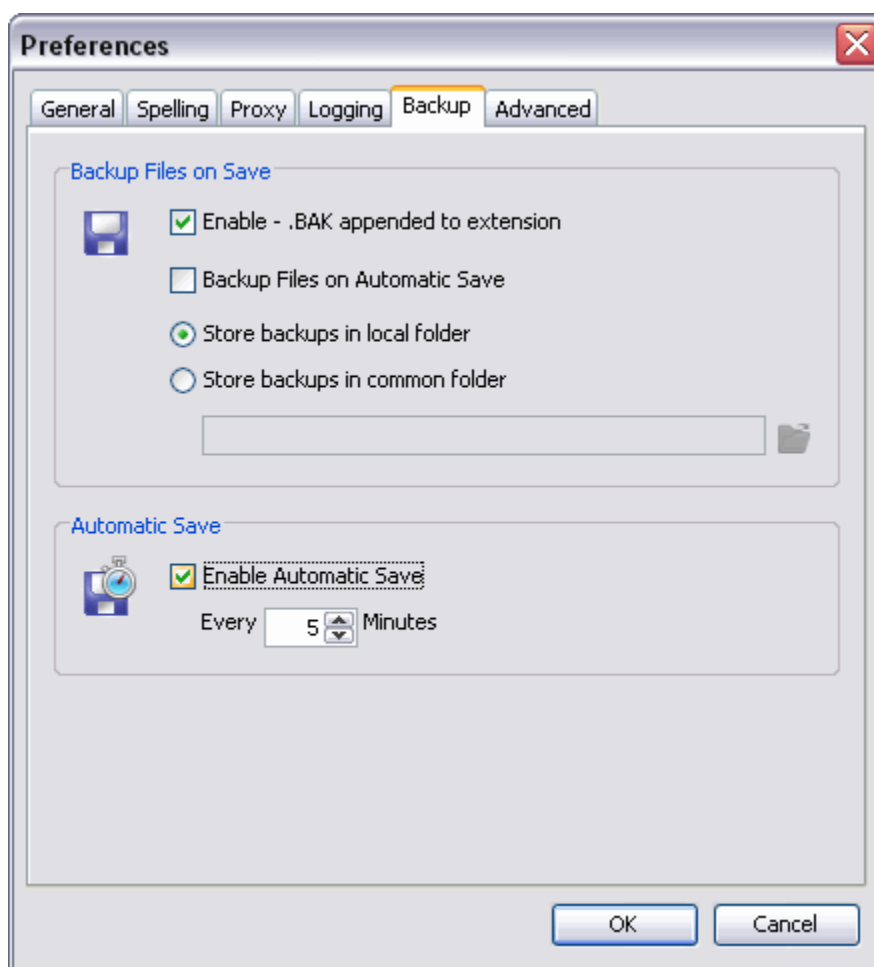 Preferences
General Spelling Proxy Logging Backup Advanced
Backup Files on Save
Enable - .BAK appended to extension
Backup Files on Automatic Save
Store backups in local folder
Store backups in common folder
Automatic Save
Enable Automatic Save
Every 5 Minutes
OK Cancel